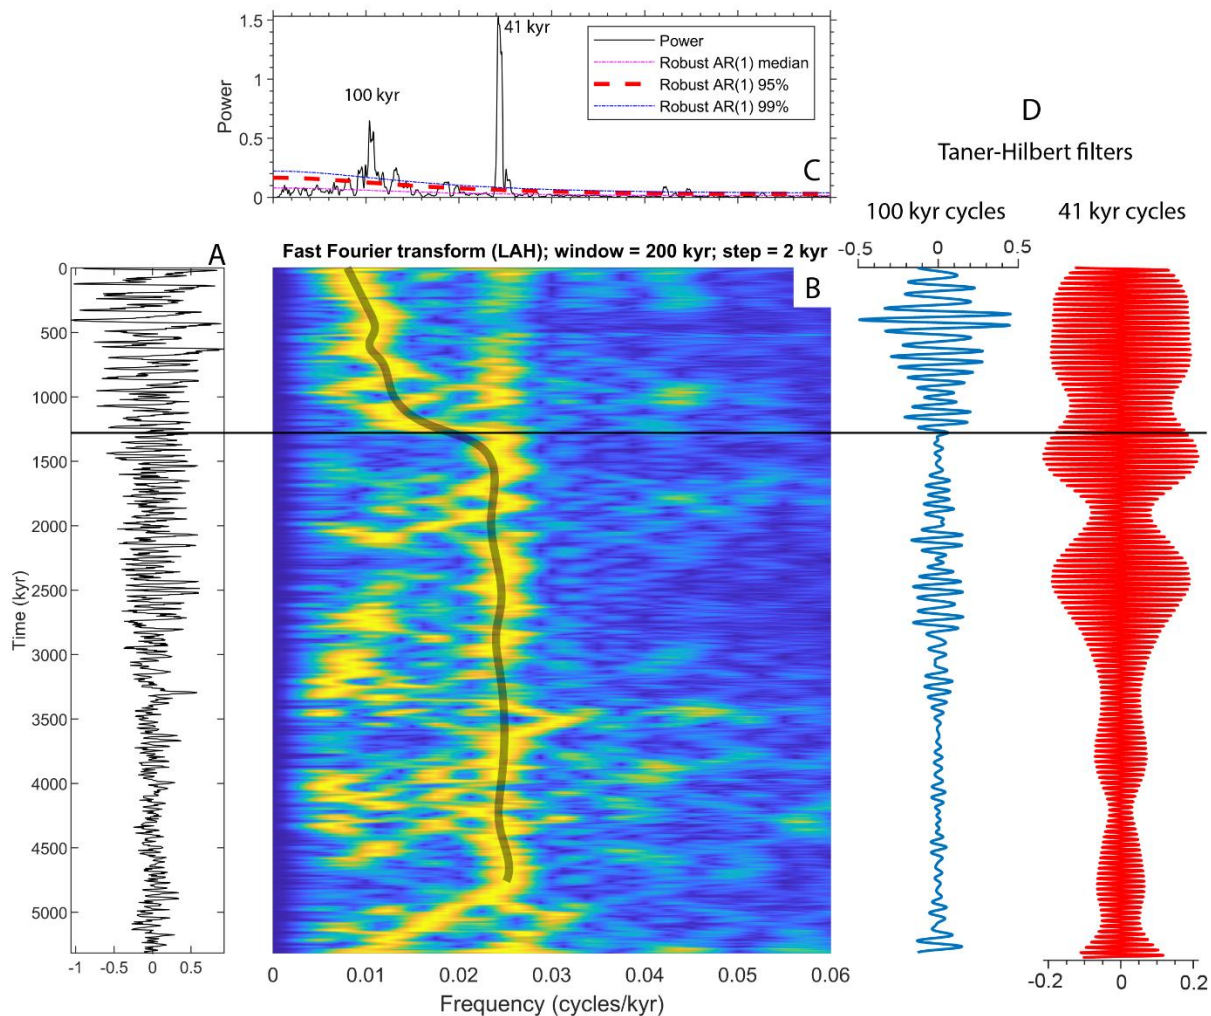 1.5
41 kyr
1
100 kyr
0.5
0
Power
Power
Robust AR(1) median
Robust AR(1) 95%
Robust AR(1) 99%
C
D
Taner-Hilbert filters
100 kyr cycles
41 kyr cycles
-0.5
0
0.5
A
Fast Fourier transform (LAH); window = 200 kyr; step = 2 kyr
B
0
500
1000
1500
2000
2500
3000
3500
4000
4500
5000
Time (kyr)
-1
-0.5
0
0.5
0
0.01
0.02
0.03
0.04
0.05
0.06
Frequency (cycles/kyr)
-0.2
0
0.2